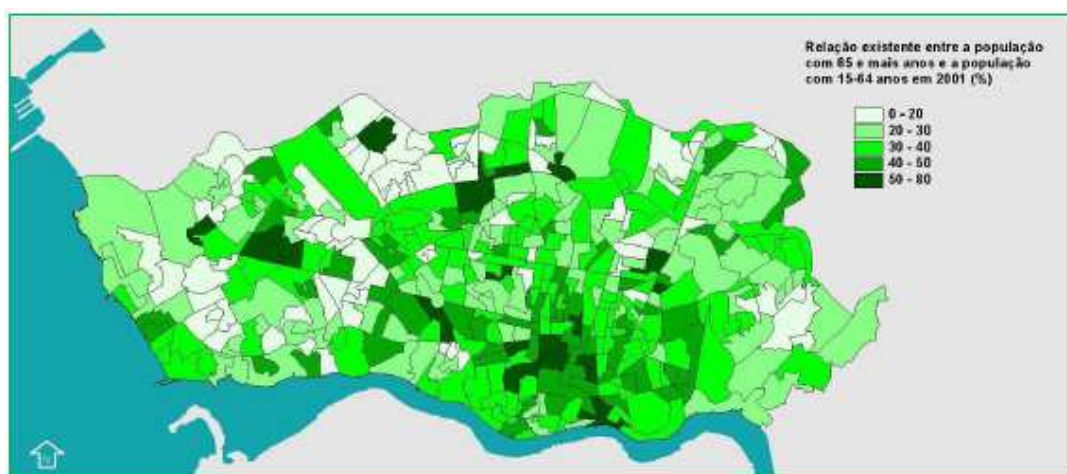 Relação existente entre a população
com 65 e mais anos e a população
com 15-64 anos em 2001 (%)
0 - 20
20 - 30
30 - 40
40 - 50
50 - 80